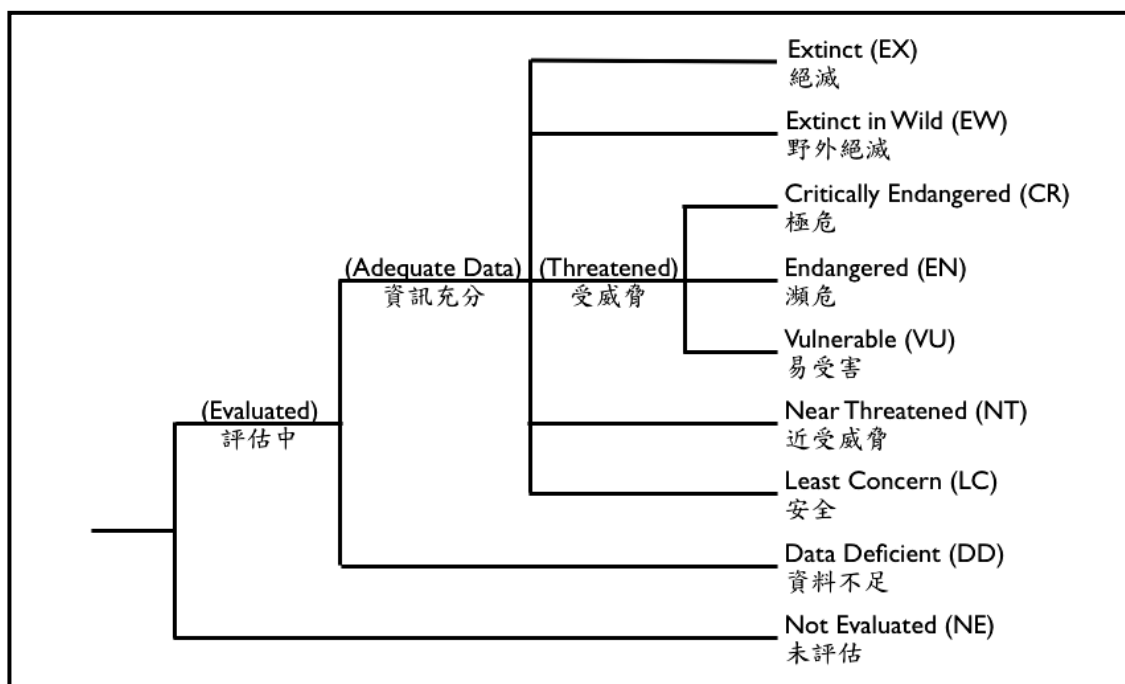 Extinct (EX)
絕滅
Extinct in Wild (EW)
野外絕滅
Critically Endangered (CR)
極危
(Adequate Data)
資訊充分
(Threatened)
受威脅
Endangered (EN)
瀕危
Vulnerable (VU)
易受害
(Evaluated)
評估中
Near Threatened (NT)
近受威脅
Least Concern (LC)
安全
Data Deficient (DD)
資料不足
Not Evaluated (NE)
未評估